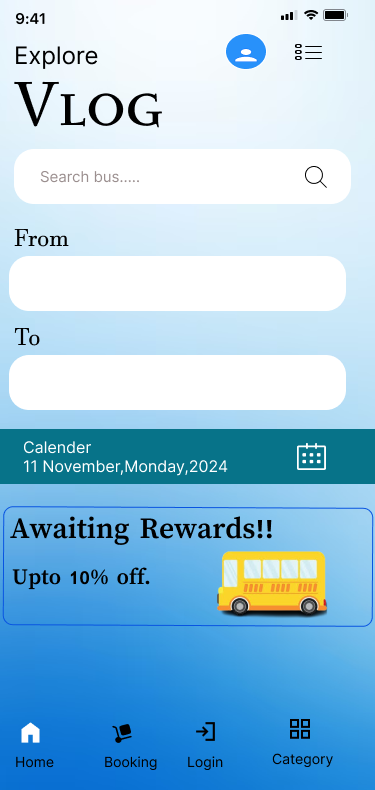 9:41
Explore
Vlog
Search bus.....
From
To
Calender
11 November,Monday,2024
Awaiting Rewards!!
Upto 10% off.
Home
Booking
Login
Category